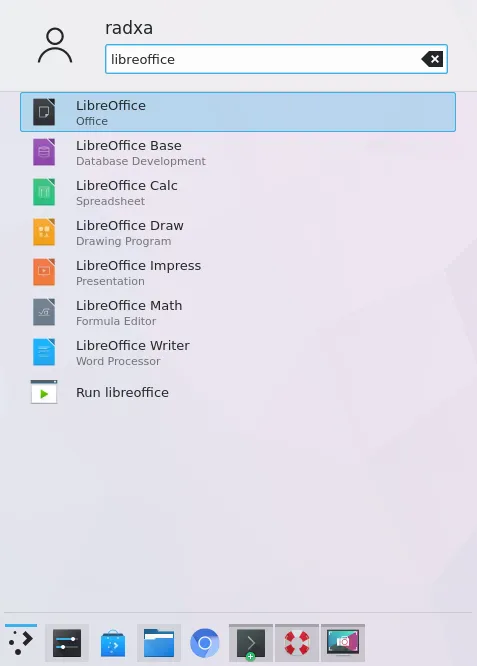 radxa
libreoffice
LibreOffice
Office
LibreOffice Base
Database Development
LibreOffice Calc
Spreadsheet
LibreOffice Draw
Drawing Program
LibreOffice Impress
Presentation
LibreOffice Math
Formula Editor
LibreOffice Writer
Word Processor
Run libreoffice